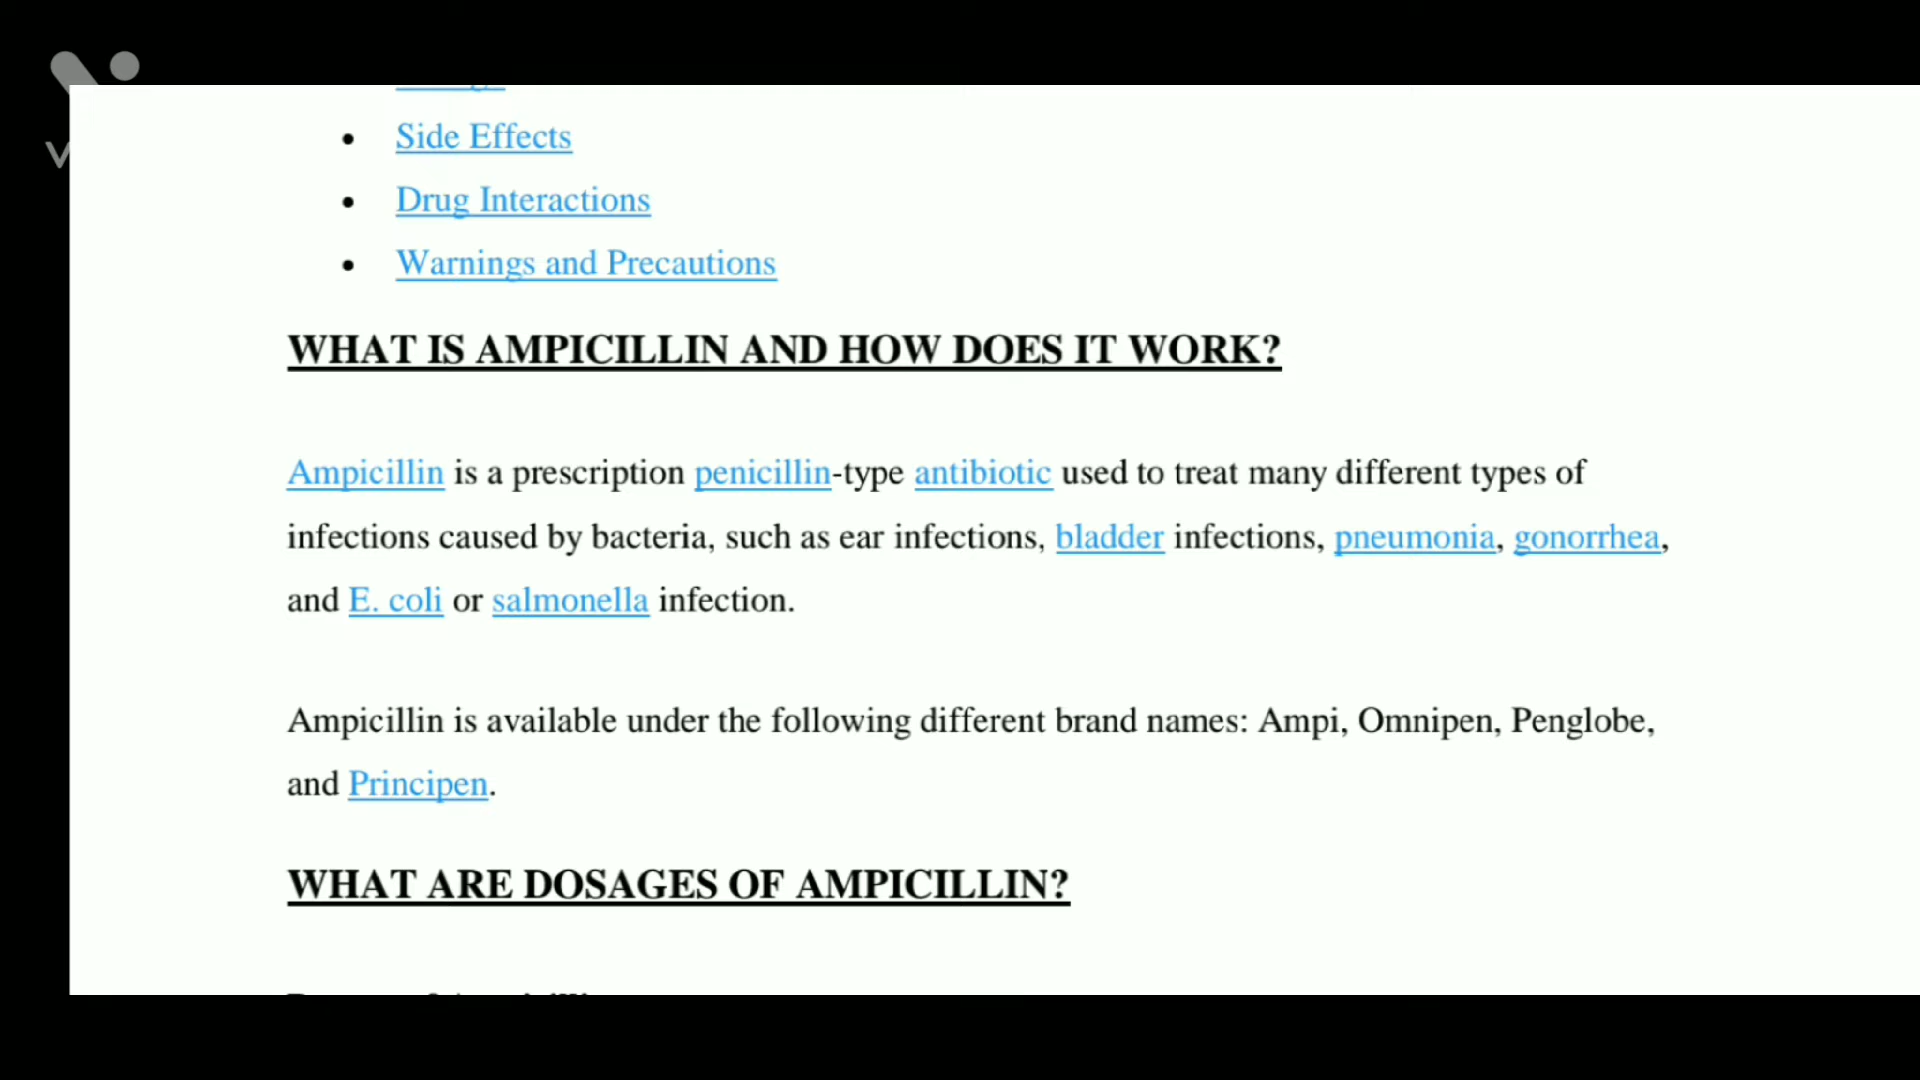 Side Effects
Drug Interactions
Warnings and Precautions
WHAT IS AMPICILLIN AND HOW DOES IT WORK?
Ampicillin is a prescription penicillin-type antibiotic used to treat many different types of
infections caused by bacteria, such as ear infections, bladder infections, pneumonia, gonorrhea,
and E. coli or salmonella infection.
Ampicillin is available under the following different brand names: Ampi, Omnipen, Penglobe,
and Principen.
WHAT ARE DOSAGES OF AMPICILLIN?